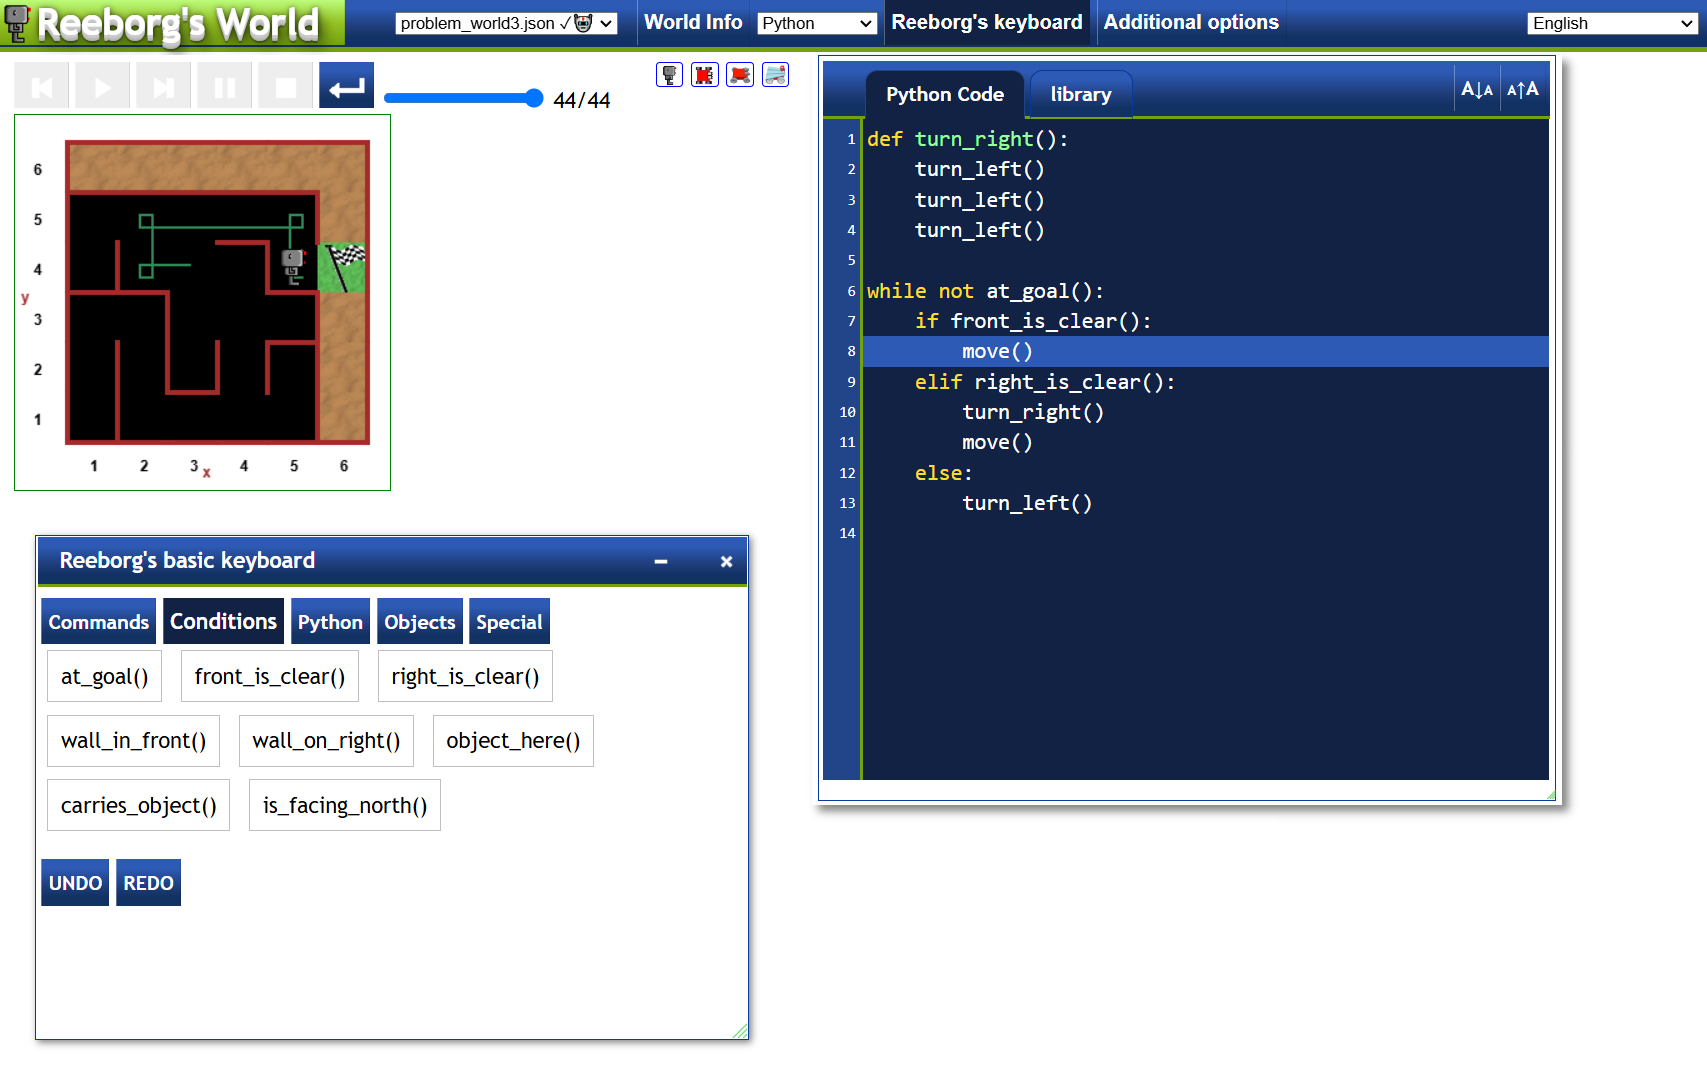 Reeborg's World
problem_world3.json ✓
World Info
Python
Reeborg's keyboard
Additional options
English
44/44
6
5
4
y
3
2
1
1 2 3 x 4 5 6
Python Code
library
A↓A
A↑A
1 def turn_right():
2     turn_left()
3     turn_left()
4     turn_left()
5
6 while not at_goal():
7     if front_is_clear():
8         move()
9     elif right_is_clear():
10         turn_right()
11         move()
12     else:
13         turn_left()
14
Reeborg's basic keyboard
Commands Conditions Python Objects Special
at_goal() front_is_clear() right_is_clear()
wall_in_front() wall_on_right() object_here()
carries_object() is_facing_north()
UNDO REDO